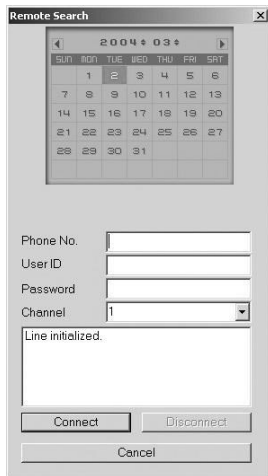 Remote Search
2004 03
SUN MON TUE WED THU FRI SAT
1 2 3 4 5 6
7 8 9 10 11 12 13
14 15 16 17 18 19 20
21 22 23 24 25 26 27
28 29 30 31
Phone No.
User ID
Password
Channel 1
Line initialized.
Connect Disconnect
Cancel